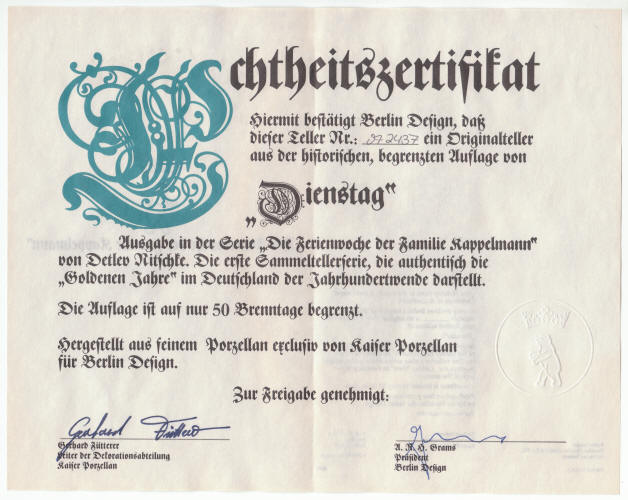 Echtheitszertifikat
Hiermit bestätigt Berlin Design, daß
dieser Teller Nr.: 2437 ein Originalteller
aus der historischen, begrenzten Auflage von
„Dienstag"
Ausgabe in der Serie „Die Ferienwoche der Familie Kappelmann"
von Detlev Nitschke. Die erste Sammeltellerserie, die authentisch die
„Goldenen Jahre" im Deutschland der Jahrhundertwende darstellt.
Die Auflage ist auf nur 50 Brenntage begrenzt.
Hergestellt aus feinem Porzellan exclusiv von Kaiser Porzellan
für Berlin Design.
Zur Freigabe genehmigt:
Gerhard Fütterer
Gerhard Fütterer
Leiter der Dekorationsabteilung
Kaiser Porzellan
A. R. H. Grams
Präsident
Berlin Design